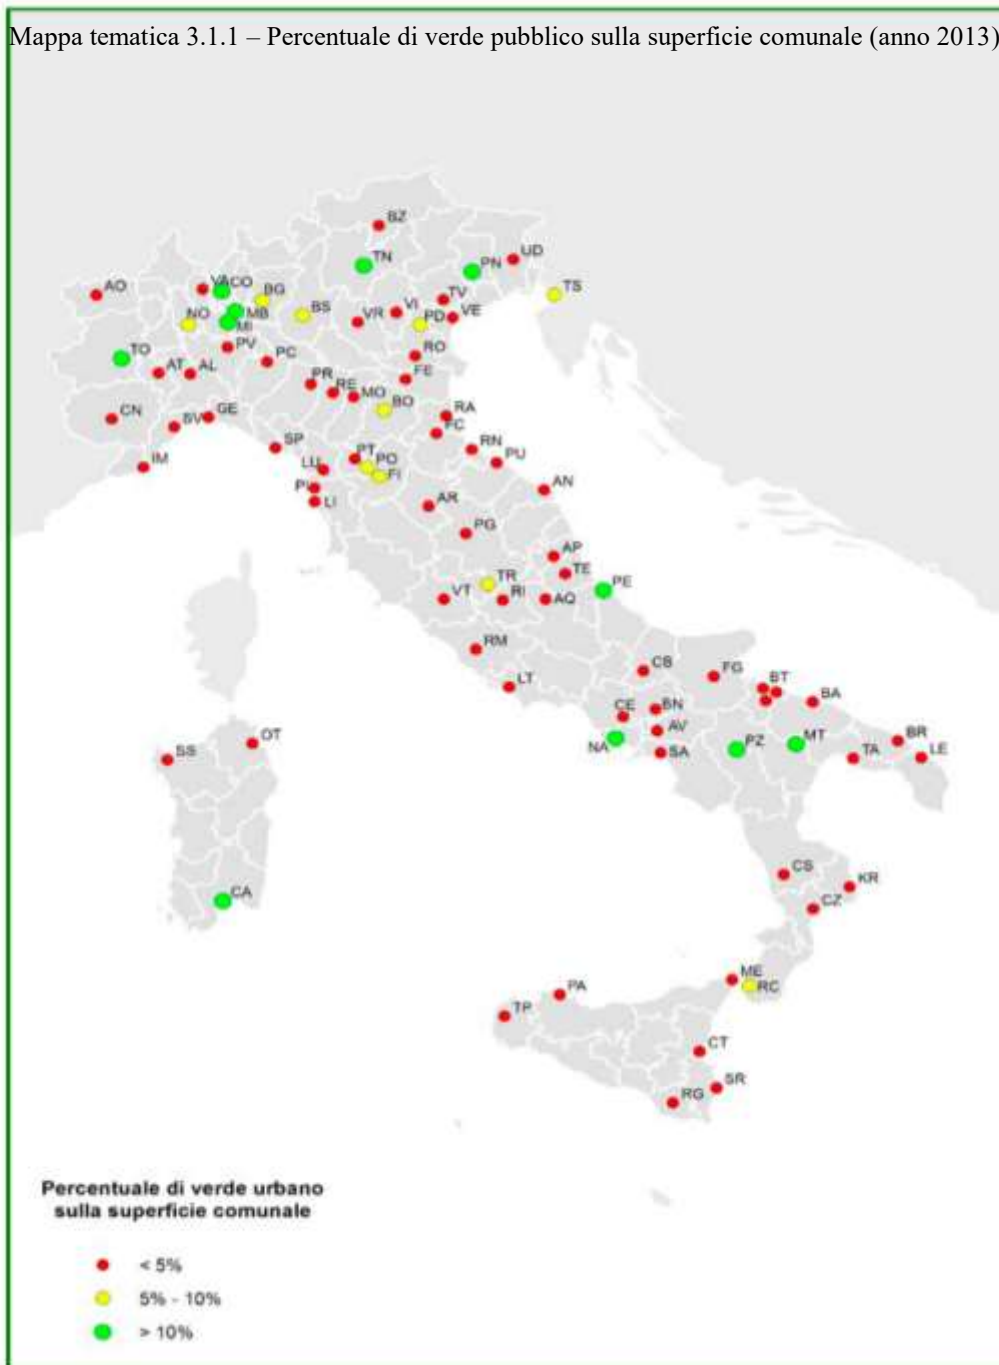 Mappa tematica 3.1.1 – Percentuale di verde pubblico sulla superficie comunale (anno 2013)
BZ
TN
PN
UD
AO
VA
CO
BG
BS
TS
NO
MB
MI
VR
VI
TV
PD
VE
TO
PV
PC
RO
AT
AL
FE
PR
RE
MO
BO
CN
SV
GE
RA
FC
SP
RN
IM
LU
PT
PO
FI
PU
PI
LI
AR
AN
PG
AP
TE
TR
PE
VT
RI
AQ
RM
LT
CB
FG
BT
BA
CE
BN
AV
NA
SA
PZ
MT
TA
BR
LE
SS
OT
CS
KR
CZ
CA
ME
RC
PA
TP
CT
SR
RG
Percentuale di verde urbano
sulla superficie comunale
< 5%
5% - 10%
> 10%